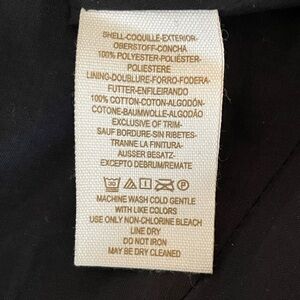 SHELL-COQUILLE-EXTERIOR-
OBERSTOFF-CONCHA
100% POLYESTER-POLIÉSTER-
POLIESTERE
LINING-DOUBLURE-FORRO-FODERA-
FUTTER-ENFILEIRANDO
100% COTTON-COTON-ALGODÓN-
COTONE-BAUMWOLLE-ALGODÃO
EXCLUSIVE OF TRIM-
SAUF BORDURE-SIN RIBETES-
TRANNE LA FINITURA-
AUSSER BESATZ-
EXCEPTO DEBRUM/REMATE
MACHINE WASH COLD GENTLE
WITH LIKE COLORS
USE ONLY NON-CHLORINE BLEACH
LINE DRY
DO NOT IRON
MAY BE DRY CLEANED